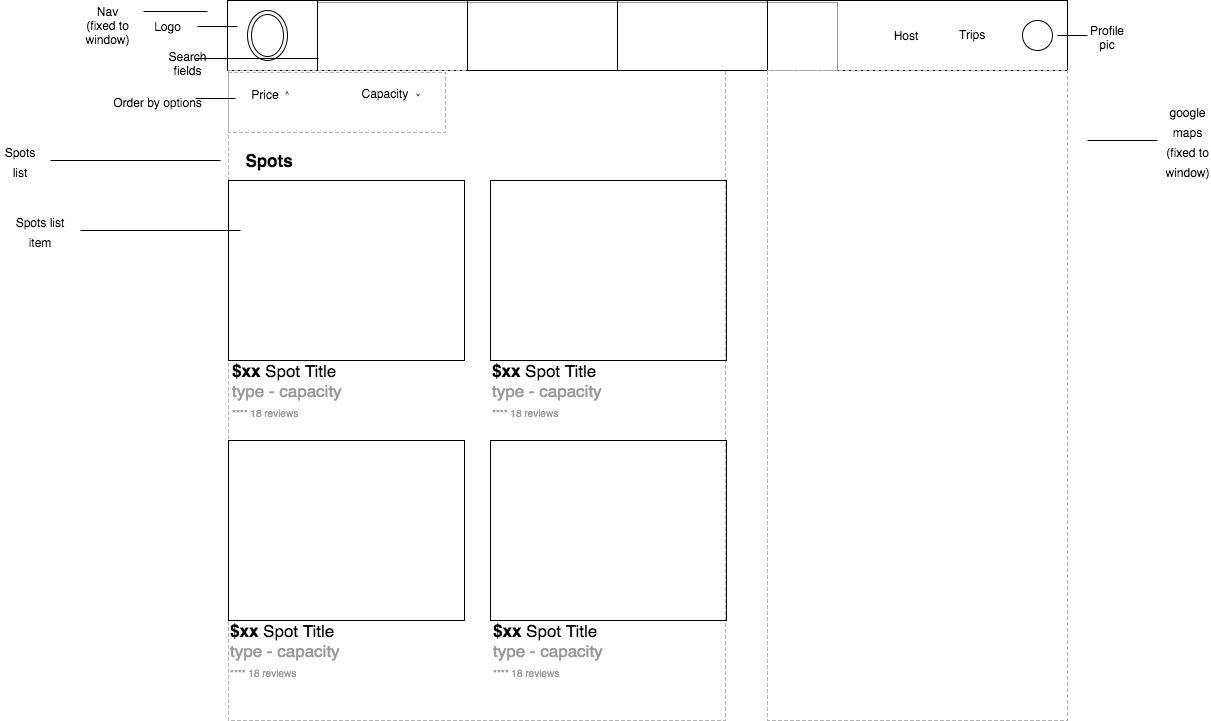 Nav
(fixed to
window)
Logo
Search
fields
Host
Trips
Profile
pic
Order by options
Price ^
Capacity ⌄
google
maps
(fixed to
window)
Spots
list
Spots
Spots list
item
$xx Spot Title
type - capacity
**** 18 reviews
$xx Spot Title
type - capacity
**** 18 reviews
$xx Spot Title
type - capacity
**** 18 reviews
$xx Spot Title
type - capacity
**** 18 reviews